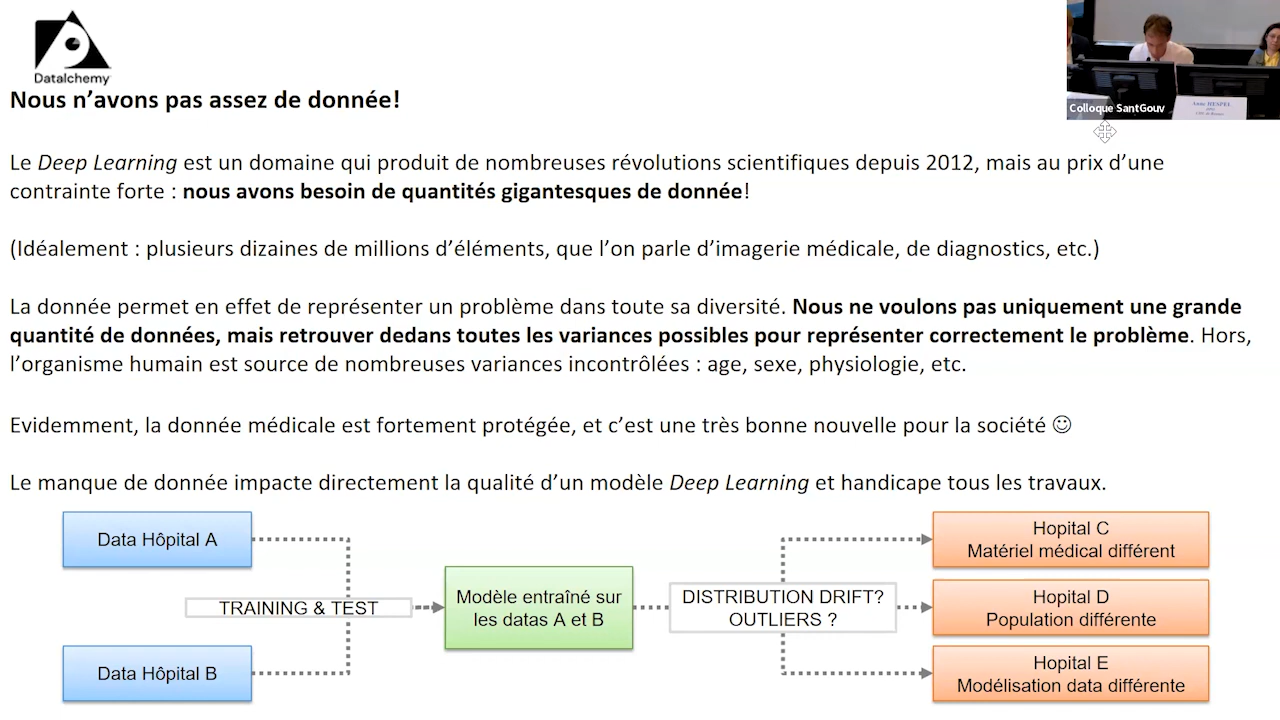 Datalchemy
Nous n’avons pas assez de donnée!
Colloque SantGouv
Anne HESPEL
Le Deep Learning est un domaine qui produit de nombreuses révolutions scientifiques depuis 2012, mais au prix d’une
contrainte forte : nous avons besoin de quantités gigantesques de donnée!
(Idéalement : plusieurs dizaines de millions d’éléments, que l’on parle d’imagerie médicale, de diagnostics, etc.)
La donnée permet en effet de représenter un problème dans toute sa diversité. Nous ne voulons pas uniquement une grande
quantité de données, mais retrouver dedans toutes les variances possibles pour représenter correctement le problème. Hors,
l’organisme humain est source de nombreuses variances incontrôlées : age, sexe, physiologie, etc.
Evidemment, la donnée médicale est fortement protégée, et c’est une très bonne nouvelle pour la société ☺
Le manque de donnée impacte directement la qualité d’un modèle Deep Learning et handicape tous les travaux.
Data Hôpital A
TRAINING & TEST
Data Hôpital B
Modèle entraîné sur
les datas A et B
DISTRIBUTION DRIFT?
OUTLIERS ?
Hopital C
Matériel médical différent
Hopital D
Population différente
Hopital E
Modélisation data différente